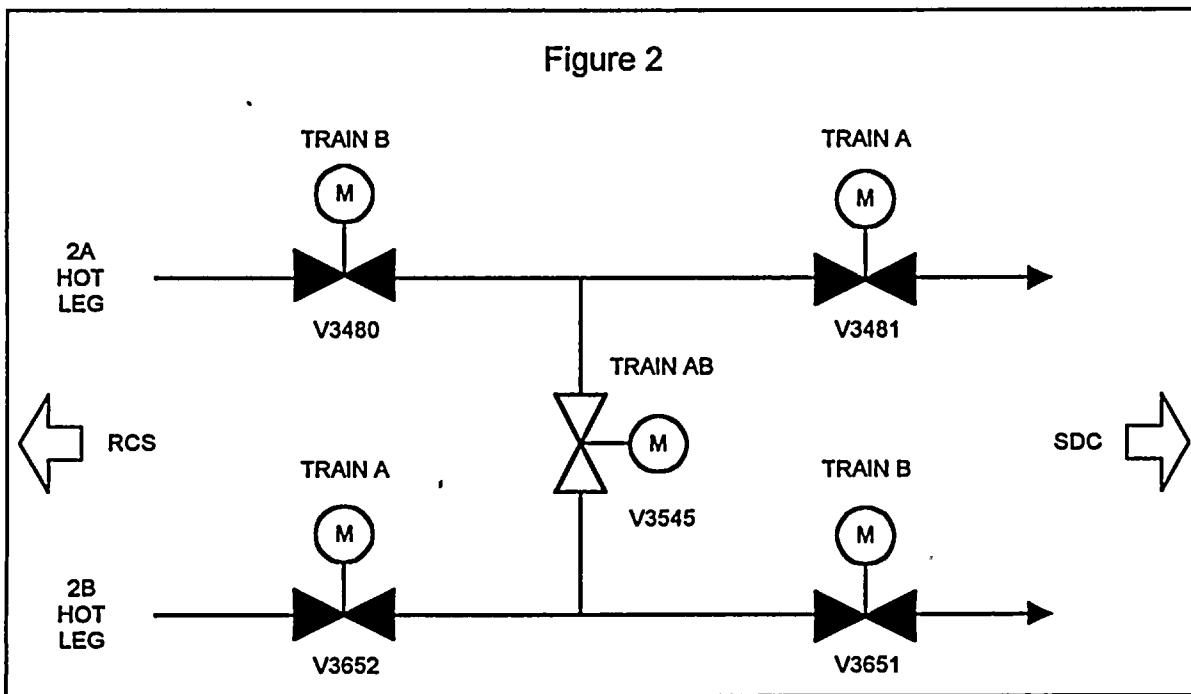 Figure 2
TRAIN B
TRAIN A
M
M
2A
HOT
LEG
V3480
V3481
TRAIN AB
RCS
M
SDC
TRAIN A
TRAIN B
V3545
M
M
2B
HOT
LEG
V3652
V3651